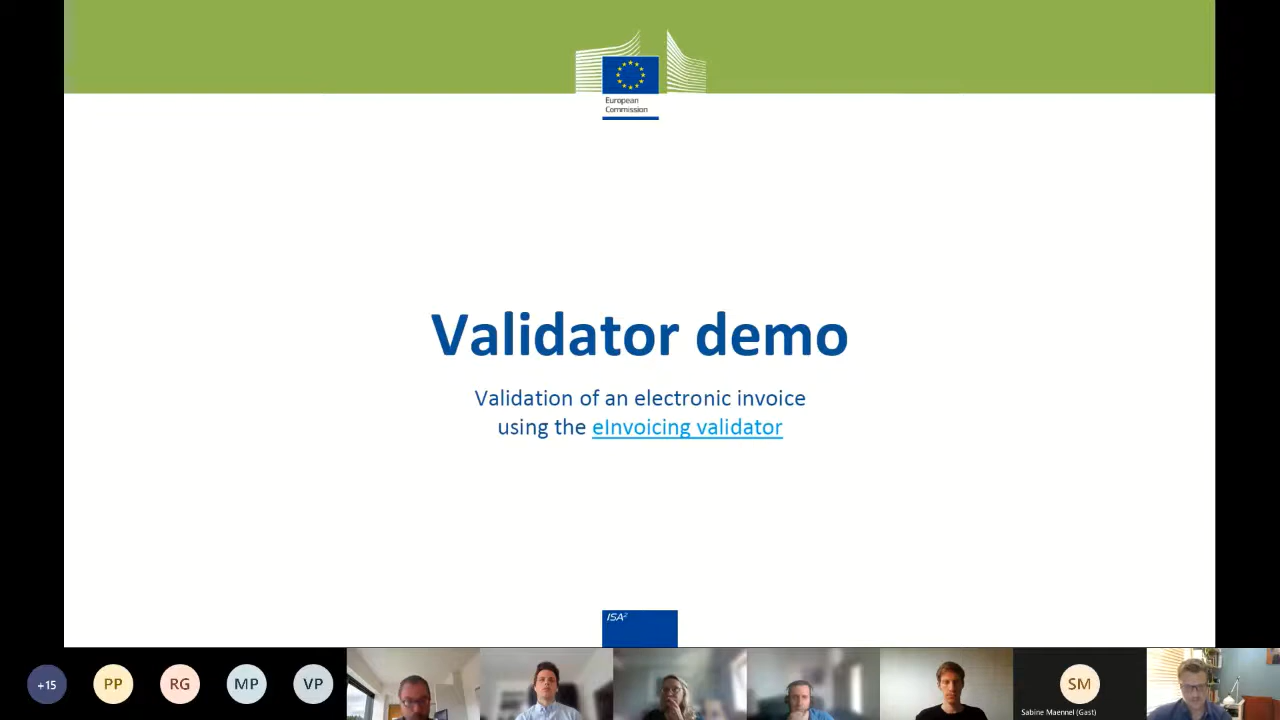 European
Commission
Validator demo
Validation of an electronic invoice
using the eInvoicing validator
ISA²
+15
PP
RG
MP
VP
SM
Sabine Maennel (Gast)